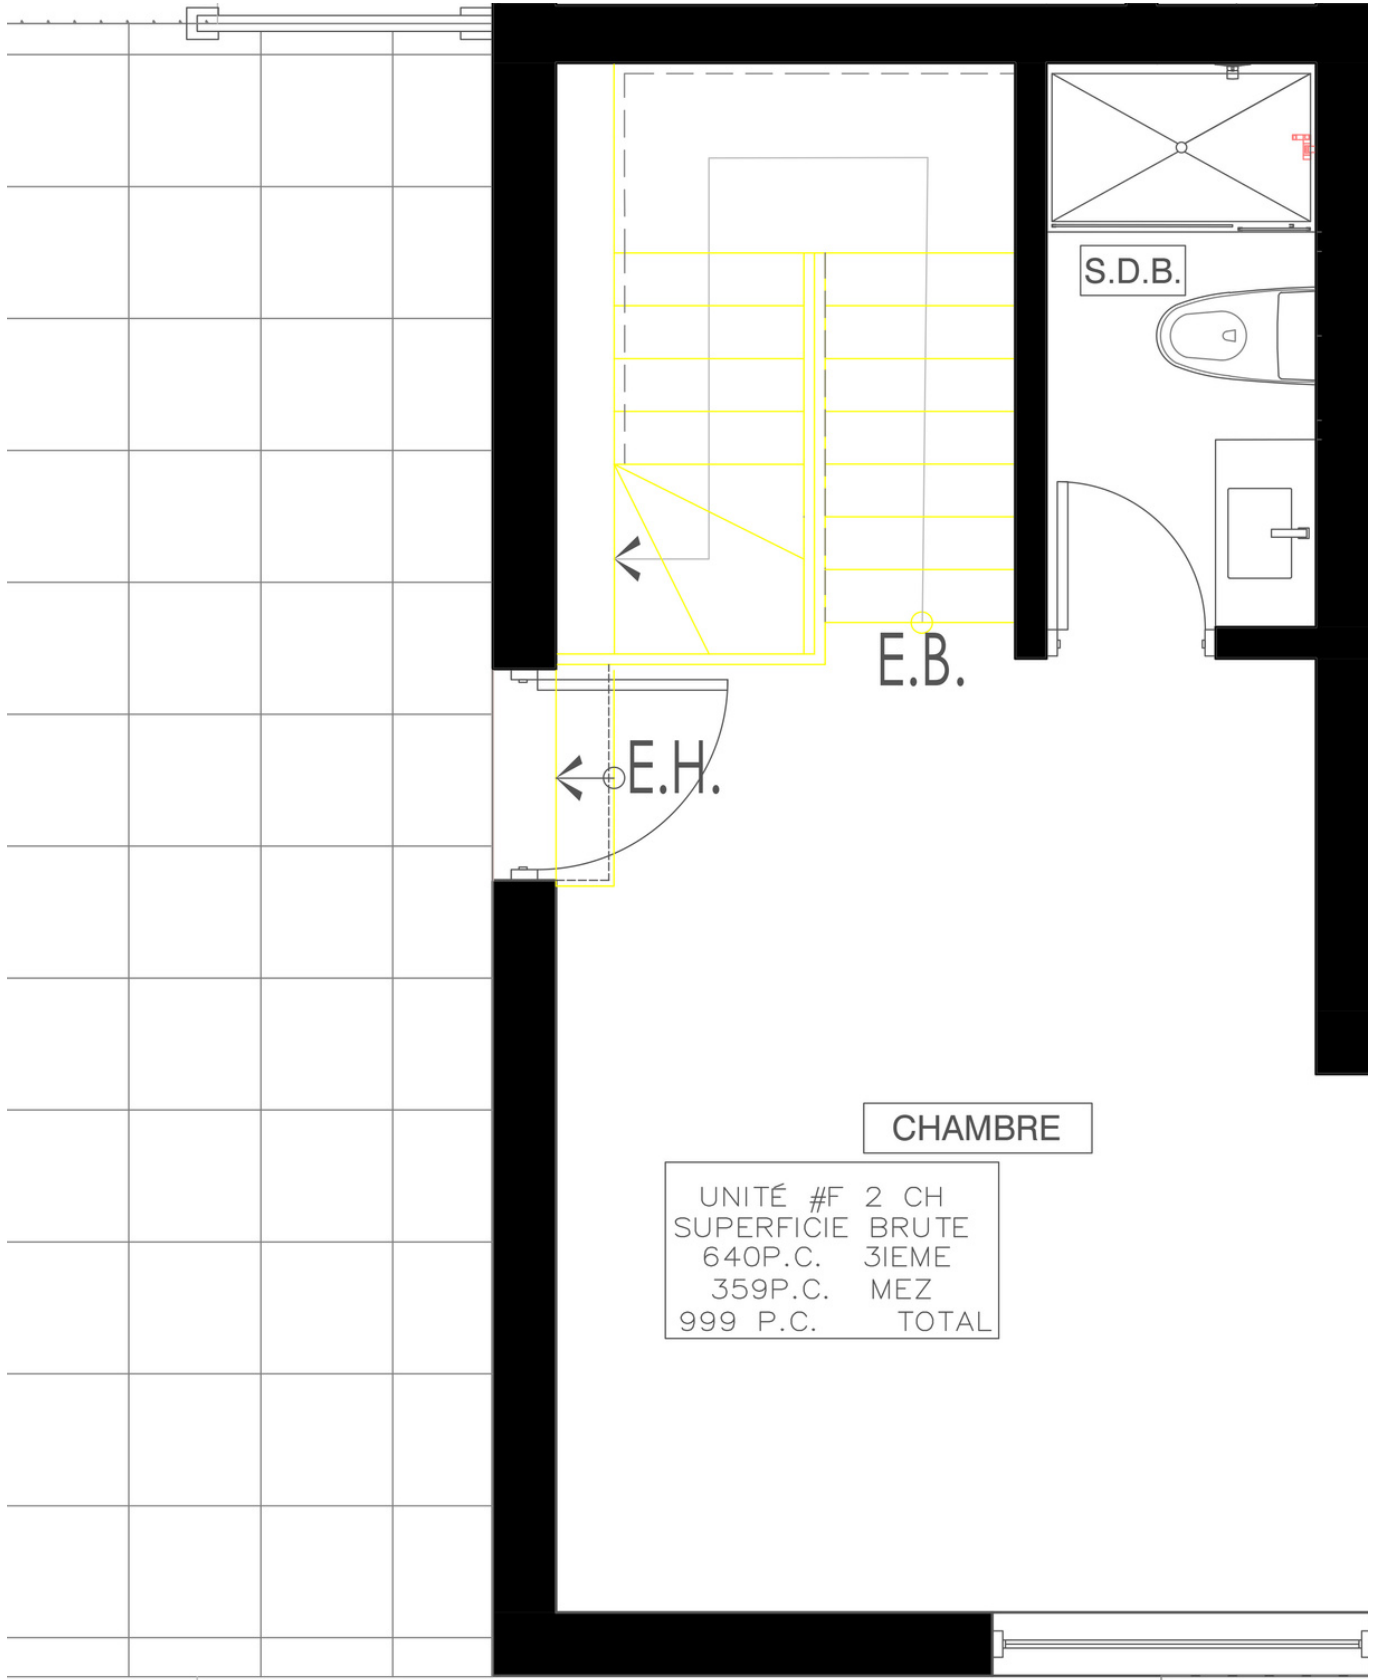 S.D.B.
E.B.
E.H.
CHAMBRE
UNITÉ #F 2 CH
SUPERFICIE BRUTE
640P.C. 3IEME
359P.C. MEZ
999 P.C. TOTAL